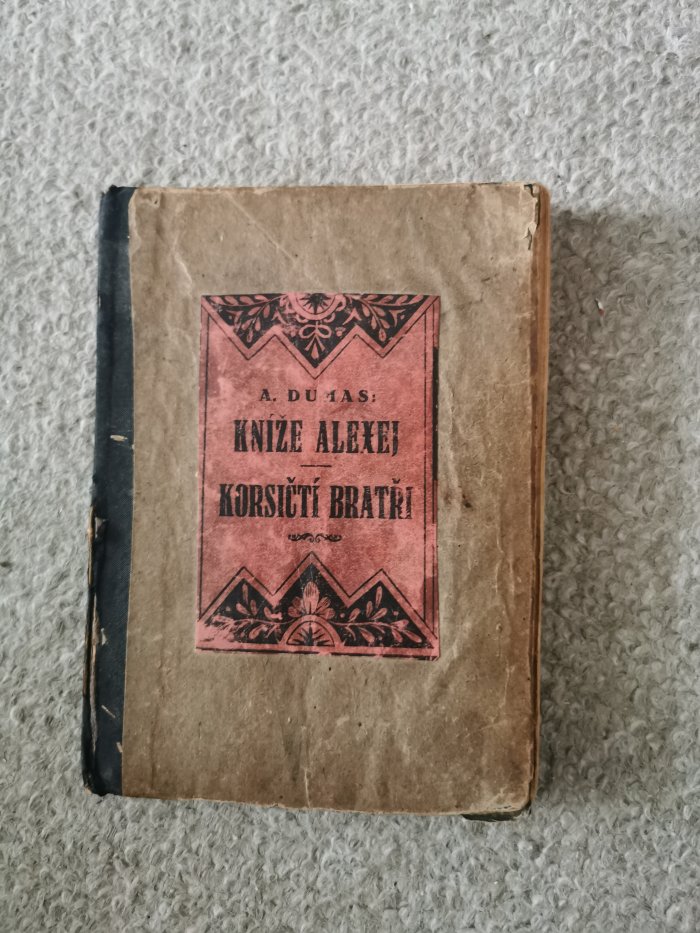 A. DUMAS:
KNÍŽE ALEXEJ
KORSIČTÍ BRATŘI